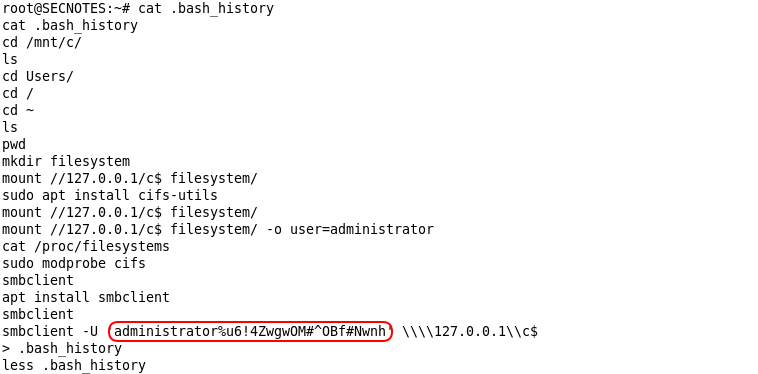 root@SECNOTES:~# cat .bash_history
cat .bash_history
cd /mnt/c/
ls
cd Users/
cd /
cd ~
ls
pwd
mkdir filesystem
mount //127.0.0.1/c$ filesystem/
sudo apt install cifs-utils
mount //127.0.0.1/c$ filesystem/
mount //127.0.0.1/c$ filesystem/ -o user=administrator
cat /proc/filesystems
sudo modprobe cifs
smbclient
apt install smbclient
smbclient
smbclient -U 'administrator%u6!4ZwgwOM#^OBf#Nwnh' \\\\127.0.0.1\\c$
> .bash_history
less .bash_history